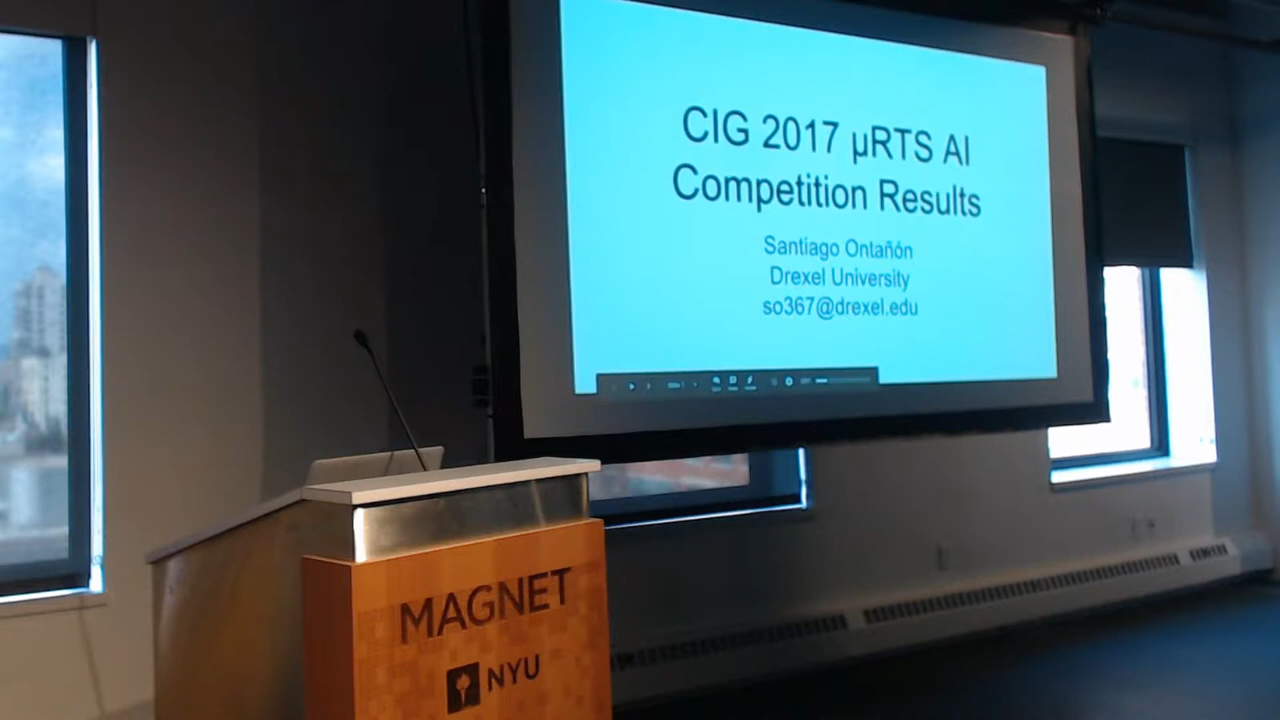 CIG 2017 µRTS AI
Competition Results
Santiago Ontañón
Drexel University
so367@drexel.edu
MAGNET
NYU